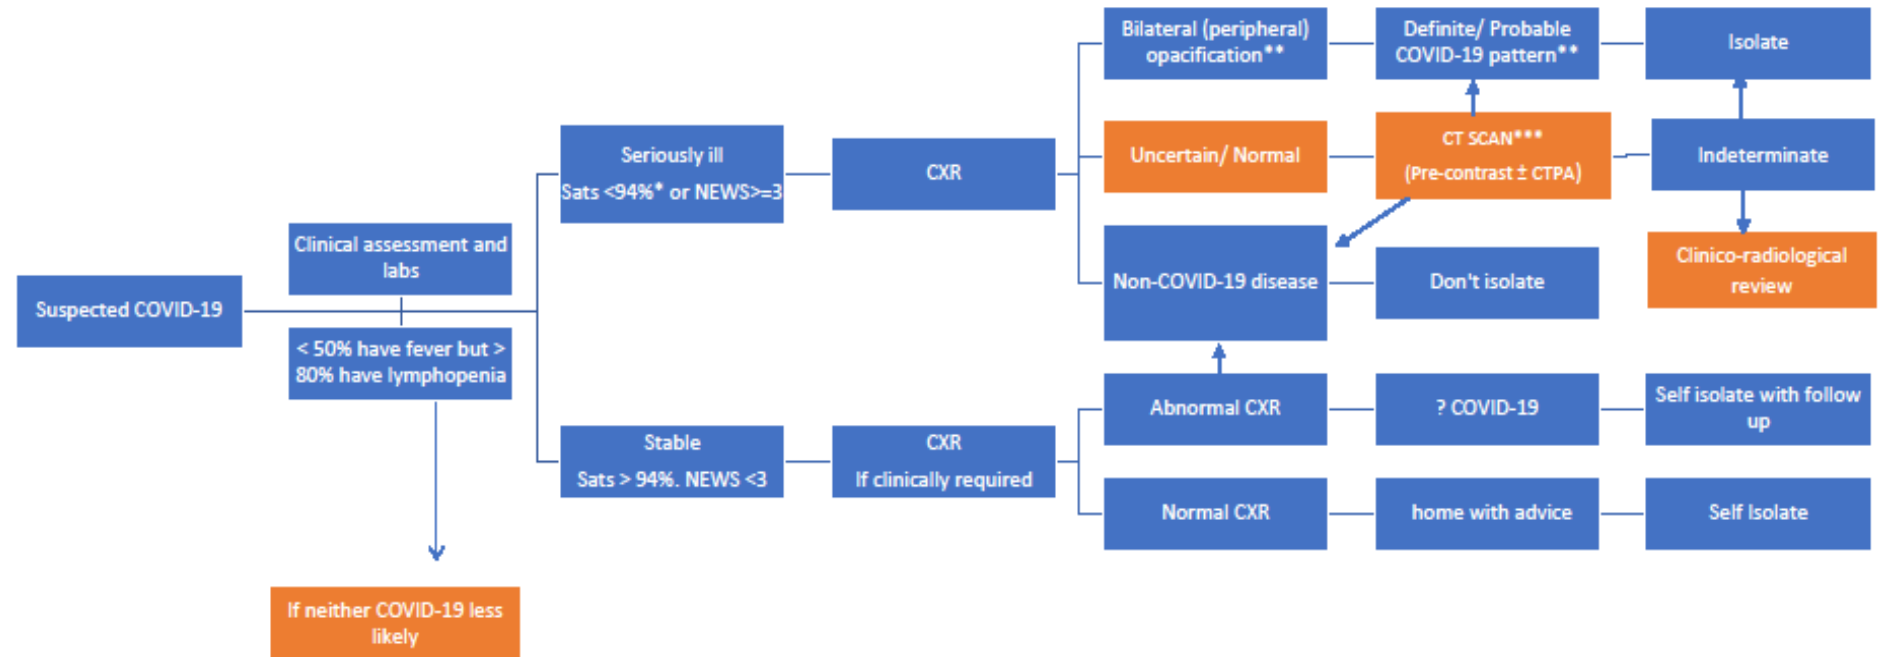 Suspected COVID-19
Clinical assessment and
labs
< 50% have fever but >
80% have lymphopenia
If neither COVID-19 less
likely
Seriously ill
Sats <94%* or NEWS>=3
CXR
Bilateral (peripheral)
opacification**
Definite/ Probable
COVID-19 pattern**
Isolate
Uncertain/ Normal
CT SCAN***
(Pre-contrast ± CTPA)
Indeterminate
Clinico-radiological
review
Non-COVID-19 disease
Don't isolate
Stable
Sats > 94%. NEWS <3
CXR
If clinically required
Abnormal CXR
? COVID-19
Self isolate with follow
up
Normal CXR
home with advice
Self Isolate